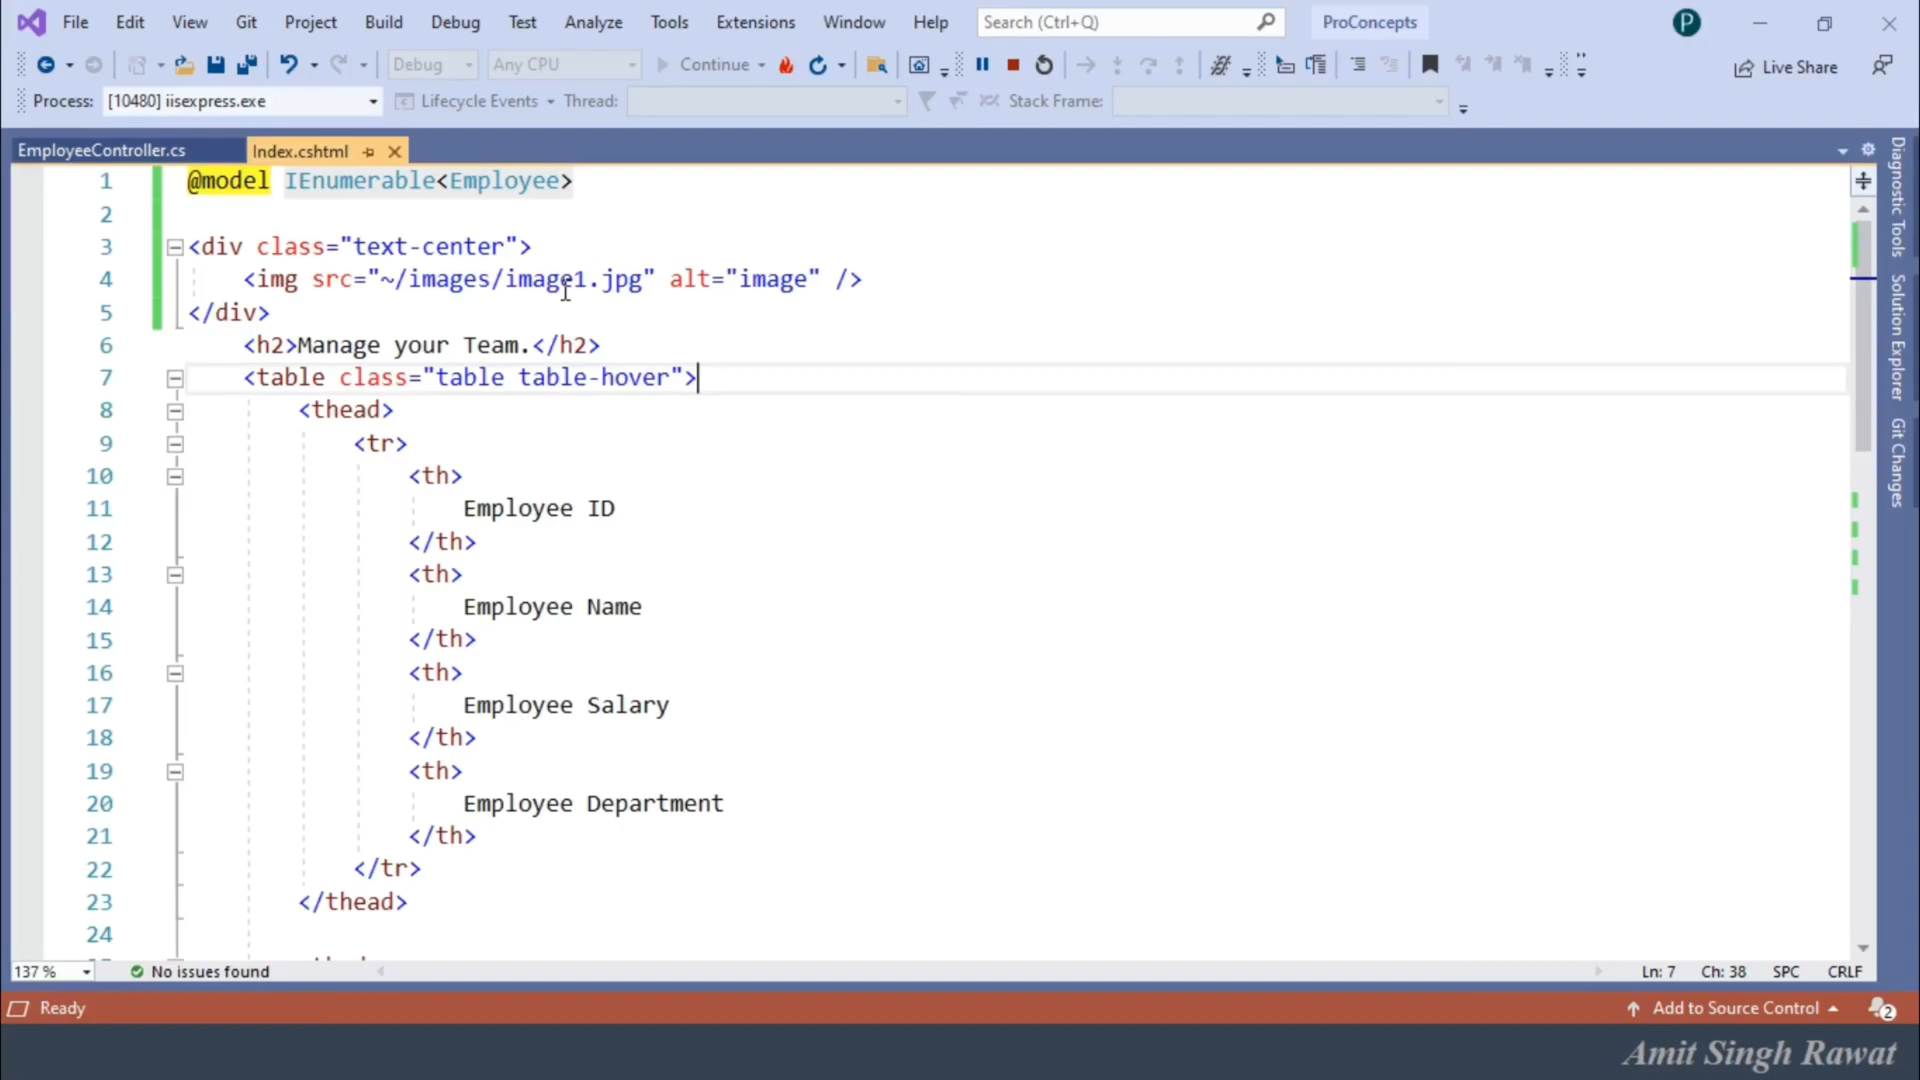 File Edit View Git Project Build Debug Test Analyze Tools Extensions Window Help Search (Ctrl+Q) ProConcepts P
Debug Any CPU Continue Live Share
Process: [10480] iisexpress.exe Lifecycle Events Thread: Stack Frame:
EmployeeController.cs Index.cshtml
1 @model IEnumerable<Employee>
2
3 <div class="text-center">
4 <img src="~/images/image1.jpg" alt="image" />
5 </div>
6 <h2>Manage your Team.</h2>
7 <table class="table table-hover">
8 <thead>
9 <tr>
10 <th>
11 Employee ID
12 </th>
13 <th>
14 Employee Name
15 </th>
16 <th>
17 Employee Salary
18 </th>
19 <th>
20 Employee Department
21 </th>
22 </tr>
23 </thead>
24
Diagnostic Tools
Solution Explorer
Git Changes
137 % No issues found Ln: 7 Ch: 38 SPC CRLF
Ready Add to Source Control 2
Amit Singh Rawat